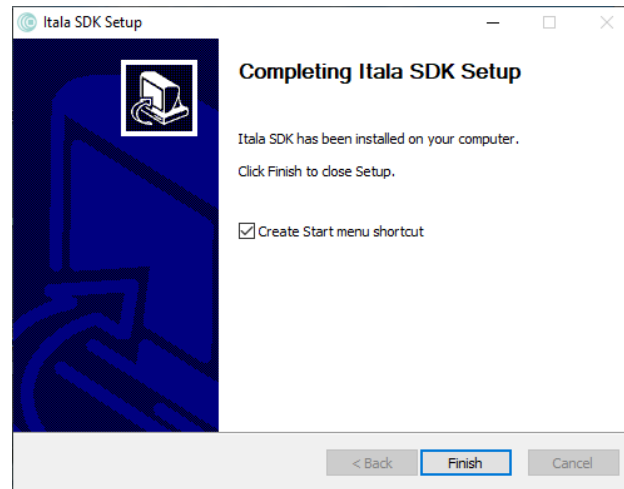 Itala SDK Setup
Completing Itala SDK Setup
Itala SDK has been installed on your computer.
Click Finish to close Setup.
Create Start menu shortcut
< Back Finish Cancel